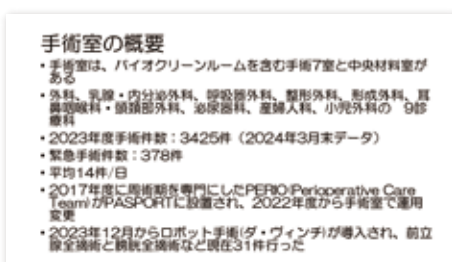 手術室の概要
・手術室は、バイオクリーンルームを含む手術7室と中央材料室が
ある
・外科、乳腺・内分泌外科、呼吸器外科、整形外科、形成外科、耳
鼻咽喉科・頭頚部外科、泌尿器科、産婦人科、小児外科の 9診
療科
・2023年度手術件数：3425件（2024年3月末データ）
・緊急手術件数：378件
・平均14件/日
・2017年度に周術期を専門にしたPERIO(Perioperative Care
Team)がPASPORTに設置され、2022年度から手術室で運用
変更
・2023年12月からロボット手術(ダ・ヴィンチ)が導入され、前立
腺全摘術と膀胱全摘術など現在31件行った